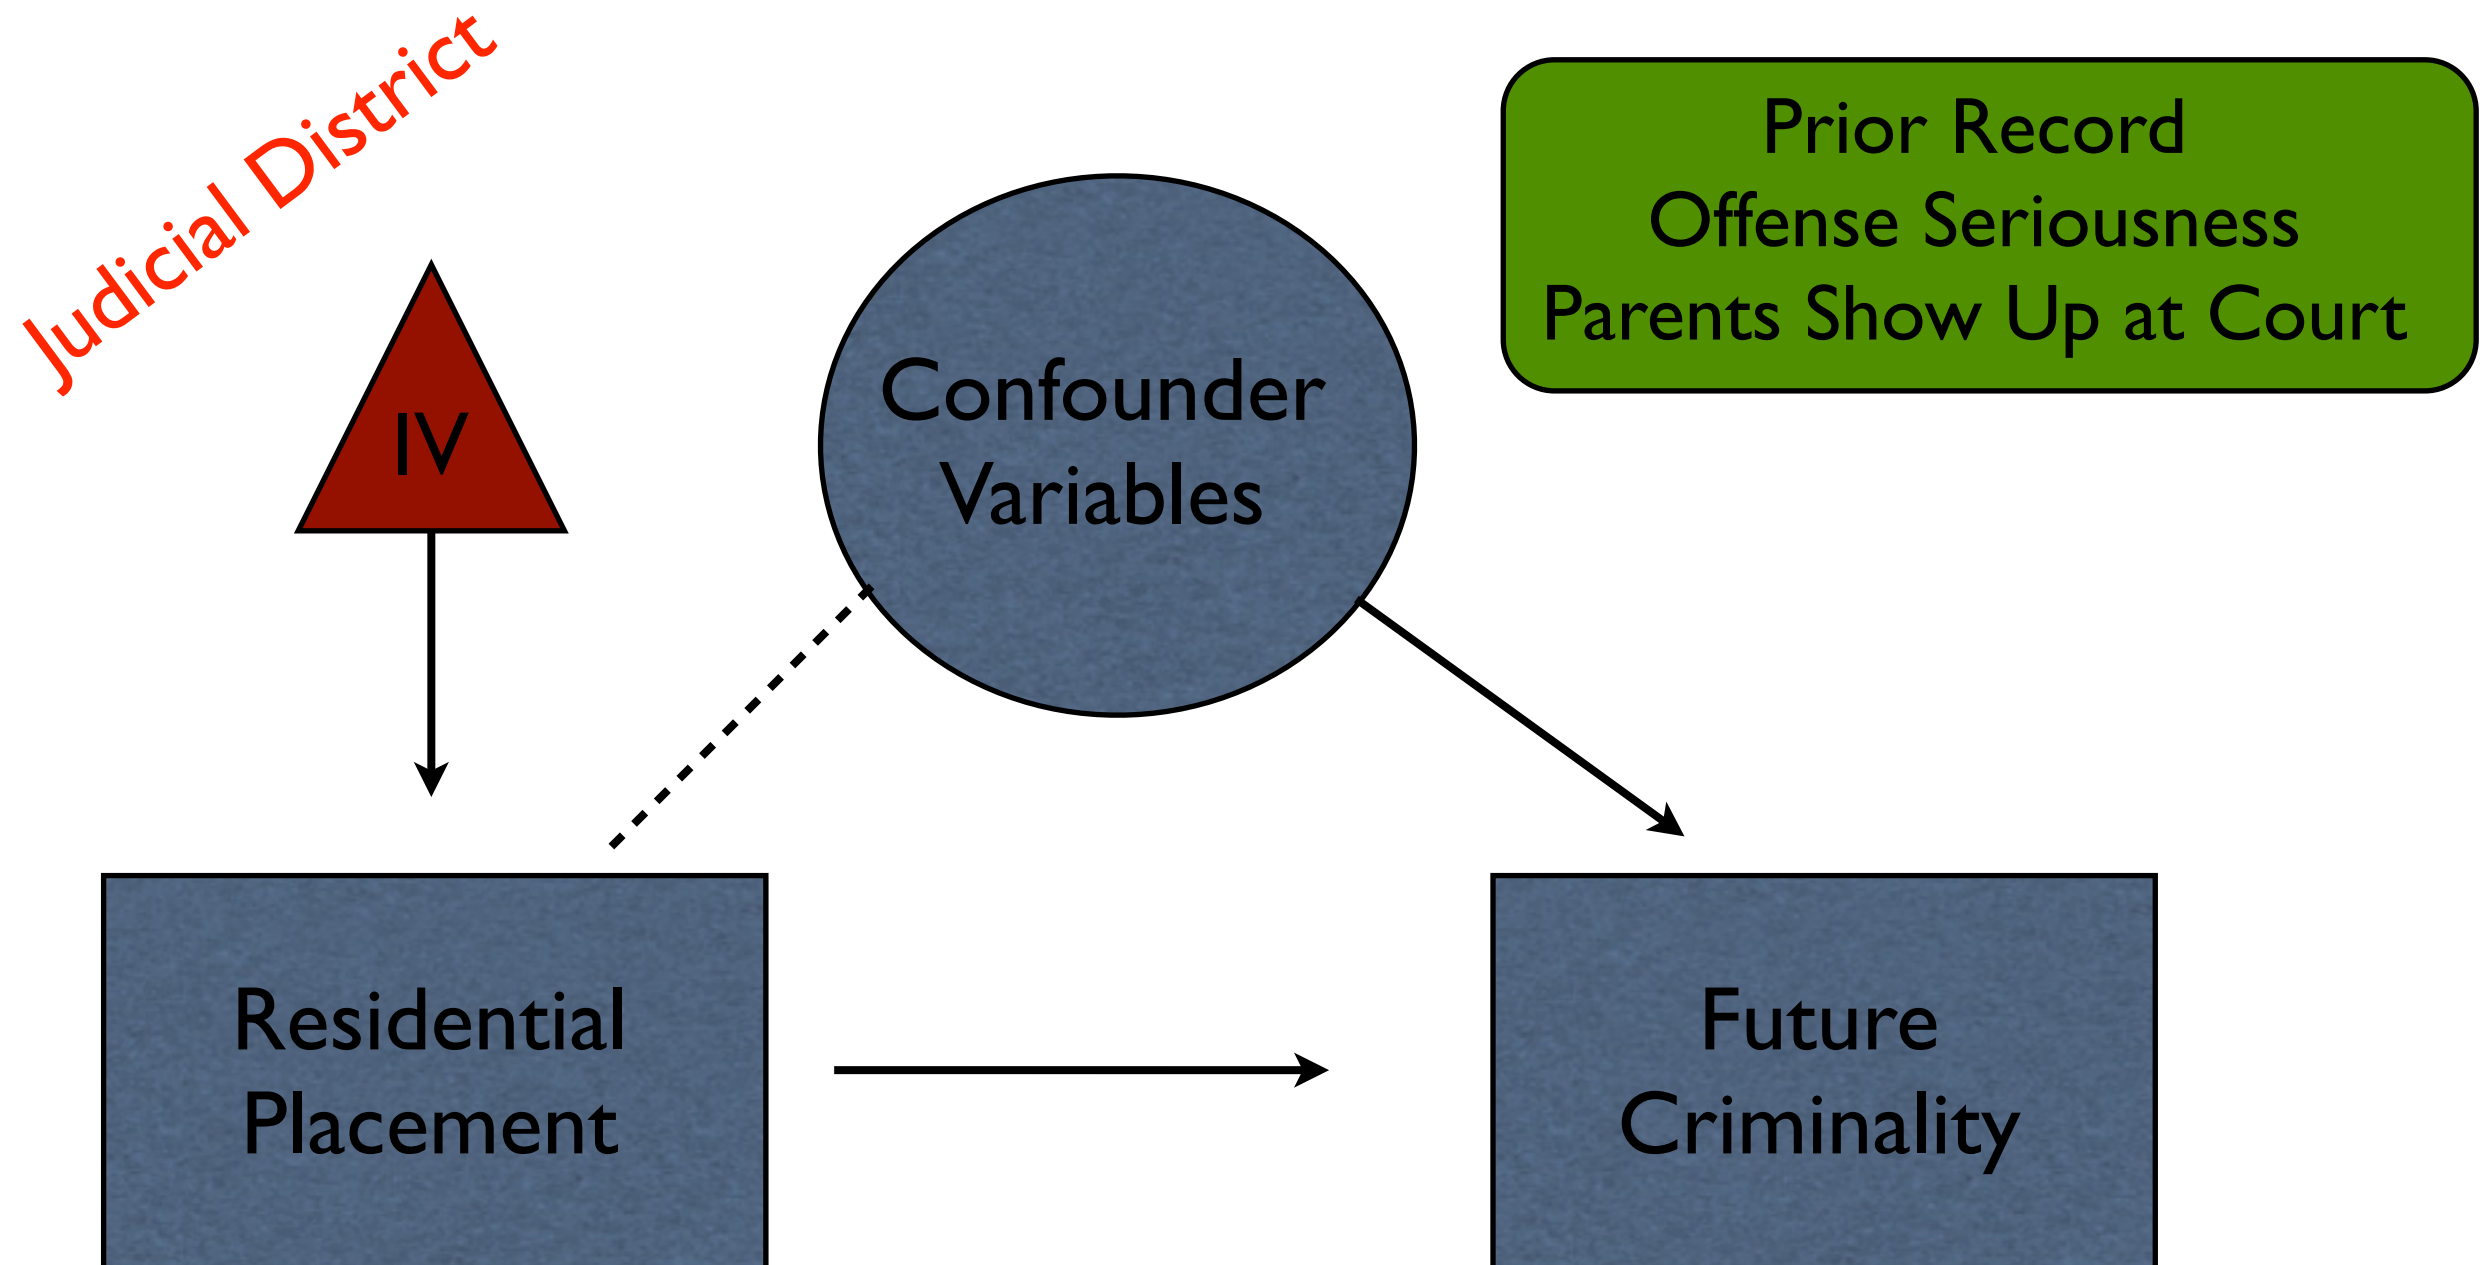 Judicial District
Prior Record
Offense Seriousness
Parents Show Up at Court
IV
Confounder
Variables
Residential
Placement
Future
Criminality